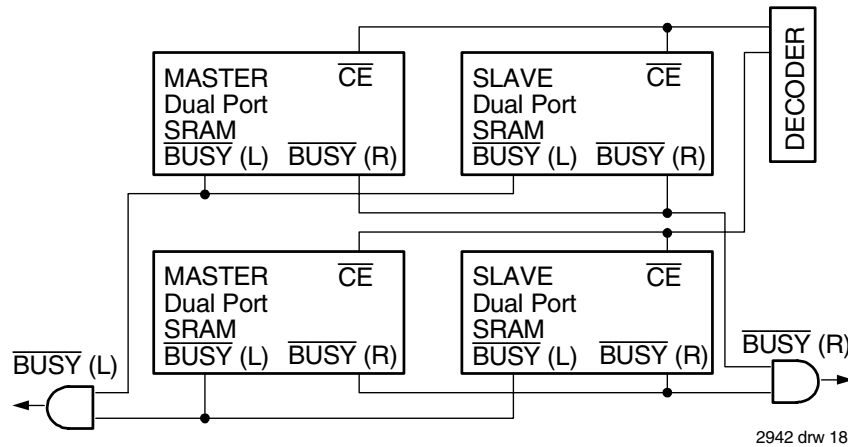 MASTER CE
Dual Port
SRAM
BUSY (L) BUSY (R)
SLAVE CE
Dual Port
SRAM
BUSY (L) BUSY (R)
DECODER
MASTER CE
Dual Port
SRAM
BUSY (L) BUSY (R)
SLAVE CE
Dual Port
SRAM
BUSY (L) BUSY (R)
BUSY (L)
BUSY (R)
2942 drw 18